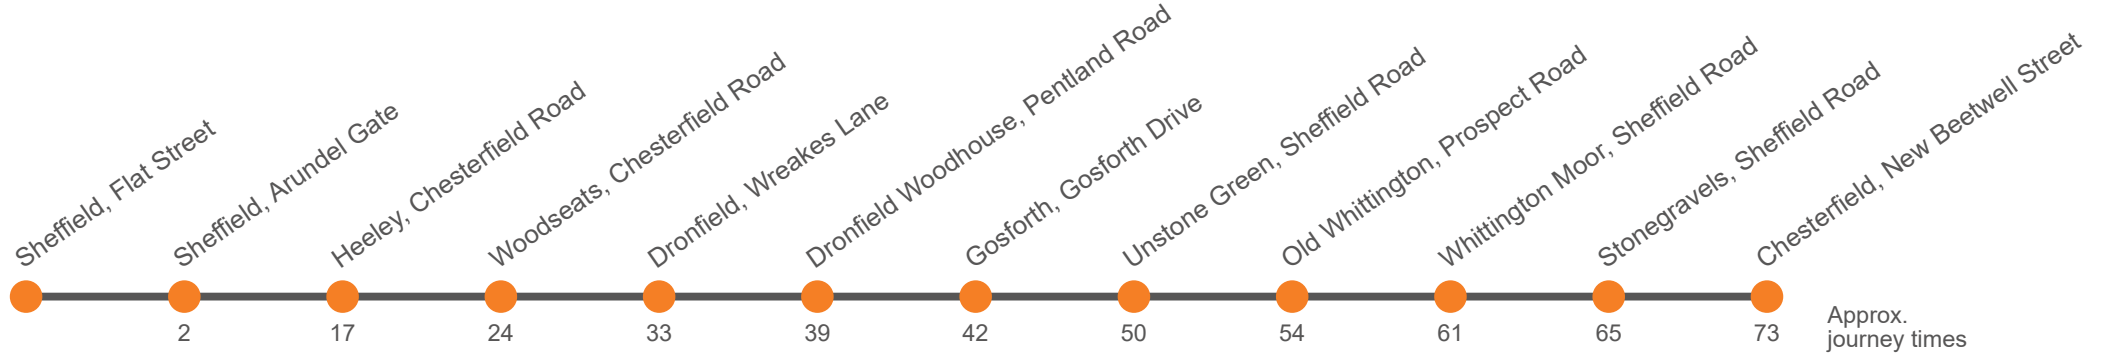 Sheffield, Flat Street
Sheffield, Arundel Gate
Heeley, Chesterfield Road
Woodseats, Chesterfield Road
Dronfield, Wreakes Lane
Dronfield Woodhouse, Pentland Road
Gosforth, Gosforth Drive
Unstone Green, Sheffield Road
Old Whittington, Prospect Road
Whittington Moor, Sheffield Road
Stonegravels, Sheffield Road
Chesterfield, New Beetwell Street
2 17 24 33 39 42 50 54 61 65 73
Approx.
journey times